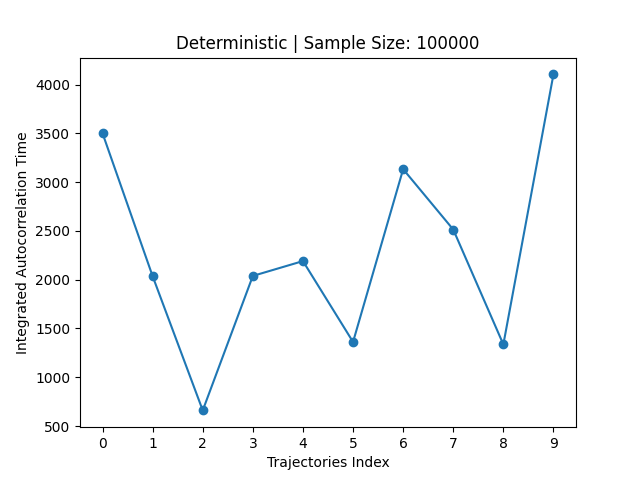 Deterministic | Sample Size: 100000
Integrated Autocorrelation Time
4000
3500
3000
2500
2000
1500
1000
500
0 1 2 3 4 5 6 7 8 9
Trajectories Index